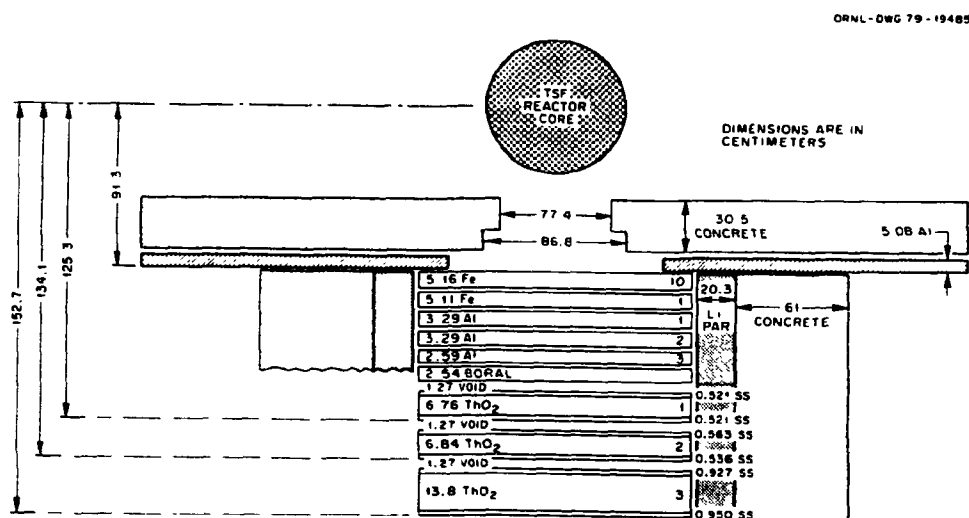 ORNL-DWG 79-19485
TSF
REACTOR
CORE
DIMENSIONS ARE IN
CENTIMETERS
91.3
125.3
134.1
152.7
77.4
86.8
30.5
CONCRETE
5.08 Al
5.16 Fe 10
5.11 Fe 1
3.29 Al 1
3.29 Al 2
2.59 Al 3
2.54 BORAL
1.27 VOID
6.76 ThO₂ 1
1.27 VOID
6.84 ThO₂ 2
1.27 VOID
13.8 ThO₂ 3
20.3
Li
PAR
61
CONCRETE
0.521 SS
0.521 SS
0.563 SS
0.536 SS
0.927 SS
0.950 SS